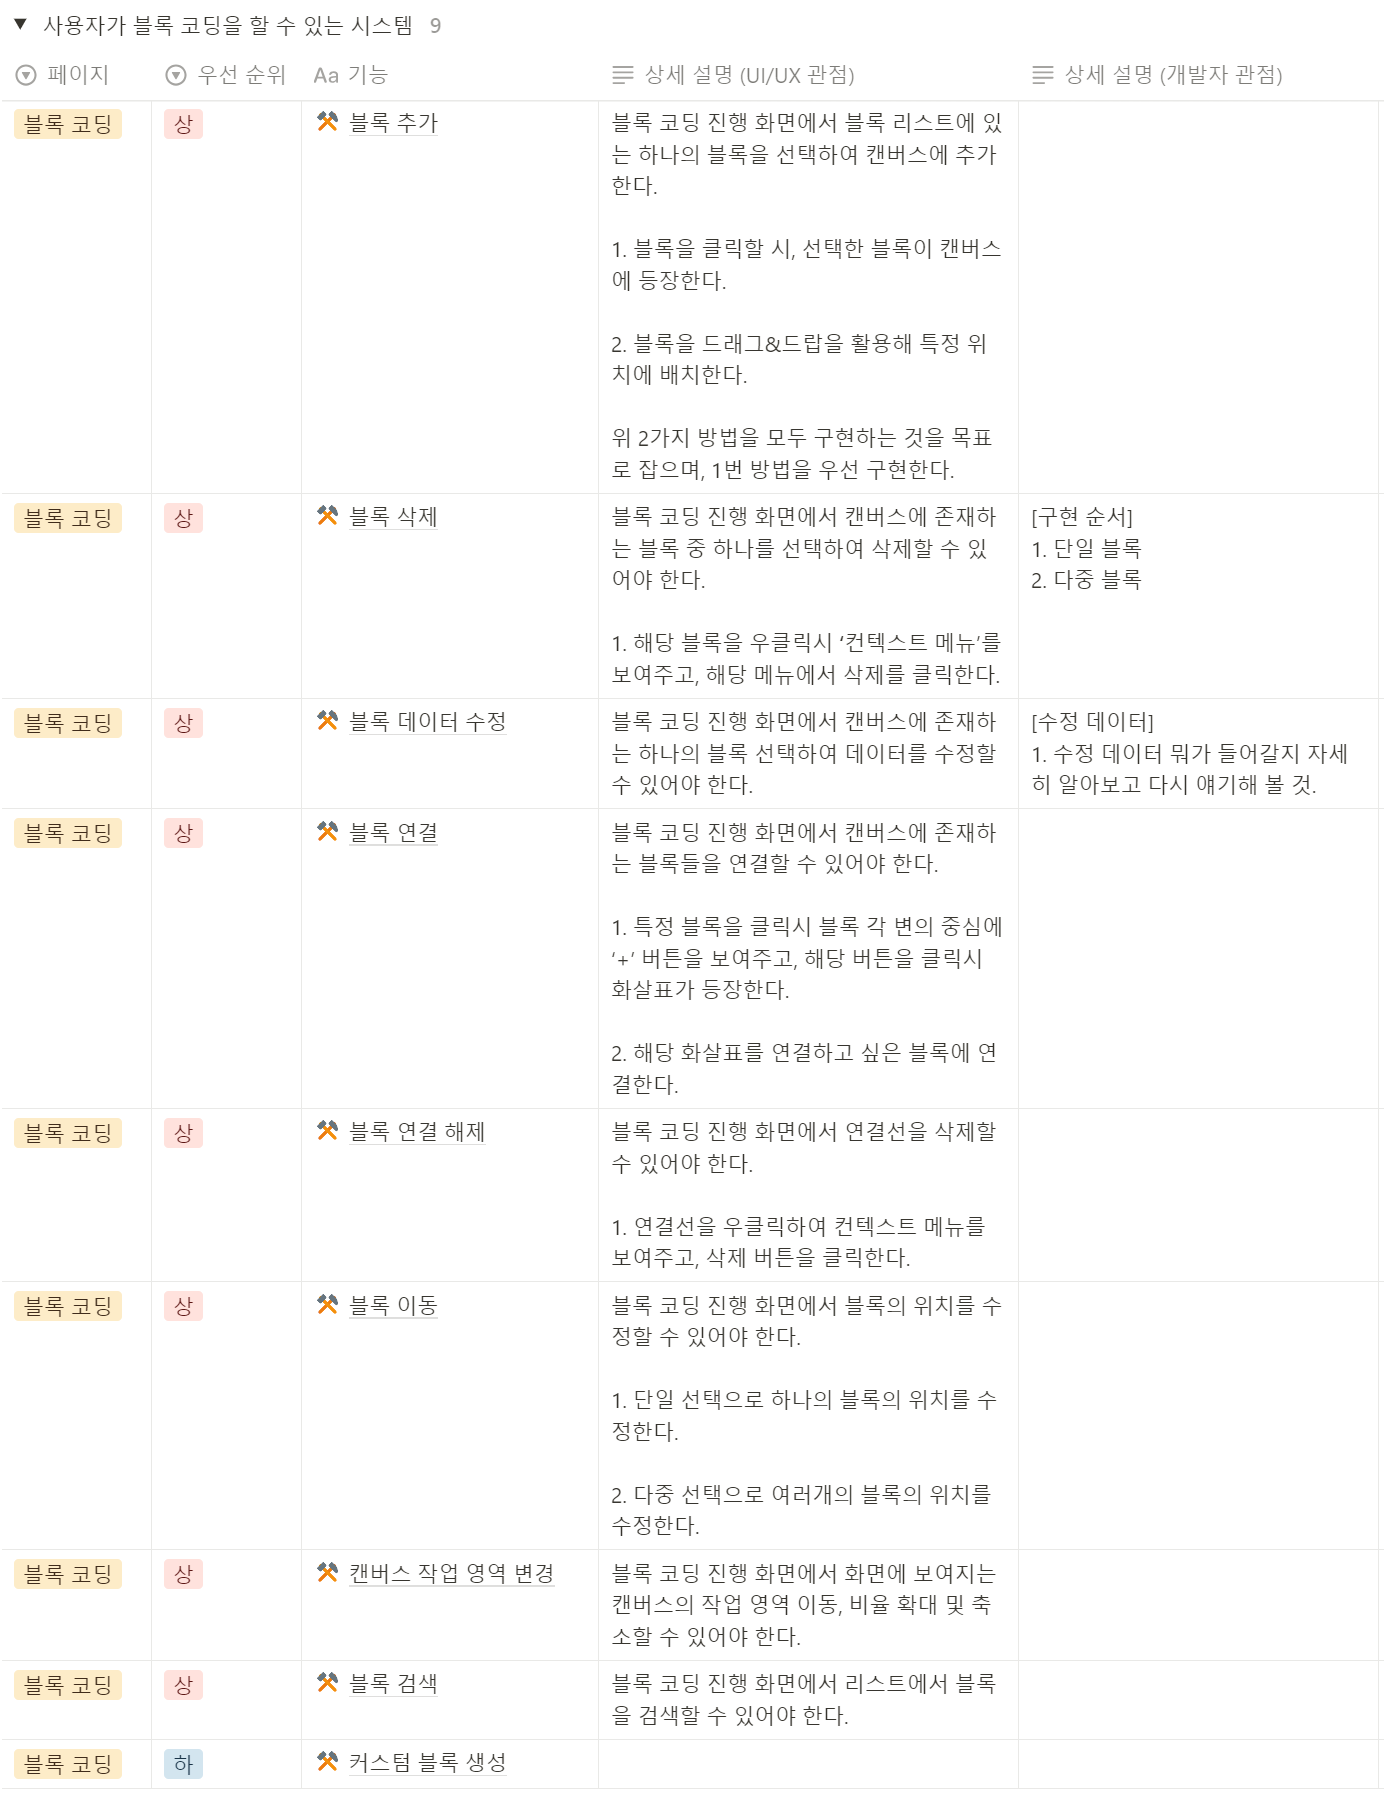 ▼ 사용자가 블록 코딩을 할 수 있는 시스템 9
페이지 우선 순위 Aa 기능 상세 설명 (UI/UX 관점) 상세 설명 (개발자 관점)
블록 코딩 상 블록 추가
블록 코딩 진행 화면에서 블록 리스트에 있
는 하나의 블록을 선택하여 캔버스에 추가
한다.
1. 블록을 클릭할 시, 선택한 블록이 캔버스
에 등장한다.
2. 블록을 드래그&드랍을 활용해 특정 위
치에 배치한다.
위 2가지 방법을 모두 구현하는 것을 목표
로 잡으며, 1번 방법을 우선 구현한다.
블록 코딩 상 블록 삭제
블록 코딩 진행 화면에서 캔버스에 존재하
는 블록 중 하나를 선택하여 삭제할 수 있
어야 한다.
1. 해당 블록을 우클릭시 ‘컨텍스트 메뉴’를
보여주고, 해당 메뉴에서 삭제를 클릭한다.
[구현 순서]
1. 단일 블록
2. 다중 블록
블록 코딩 상 블록 데이터 수정
블록 코딩 진행 화면에서 캔버스에 존재하
는 하나의 블록 선택하여 데이터를 수정할
수 있어야 한다.
[수정 데이터]
1. 수정 데이터 뭐가 들어갈지 자세
히 알아보고 다시 얘기해 볼 것.
블록 코딩 상 블록 연결
블록 코딩 진행 화면에서 캔버스에 존재하
는 블록들을 연결할 수 있어야 한다.
1. 특정 블록을 클릭시 블록 각 변의 중심에
‘+’ 버튼을 보여주고, 해당 버튼을 클릭시
화살표가 등장한다.
2. 해당 화살표를 연결하고 싶은 블록에 연
결한다.
블록 코딩 상 블록 연결 해제
블록 코딩 진행 화면에서 연결선을 삭제할
수 있어야 한다.
1. 연결선을 우클릭하여 컨텍스트 메뉴를
보여주고, 삭제 버튼을 클릭한다.
블록 코딩 상 블록 이동
블록 코딩 진행 화면에서 블록의 위치를 수
정할 수 있어야 한다.
1. 단일 선택으로 하나의 블록의 위치를 수
정한다.
2. 다중 선택으로 여러개의 블록의 위치를
수정한다.
블록 코딩 상 캔버스 작업 영역 변경
블록 코딩 진행 화면에서 화면에 보여지는
캔버스의 작업 영역 이동, 비율 확대 및 축
소할 수 있어야 한다.
블록 코딩 상 블록 검색
블록 코딩 진행 화면에서 리스트에서 블록
을 검색할 수 있어야 한다.
블록 코딩 하 커스텀 블록 생성